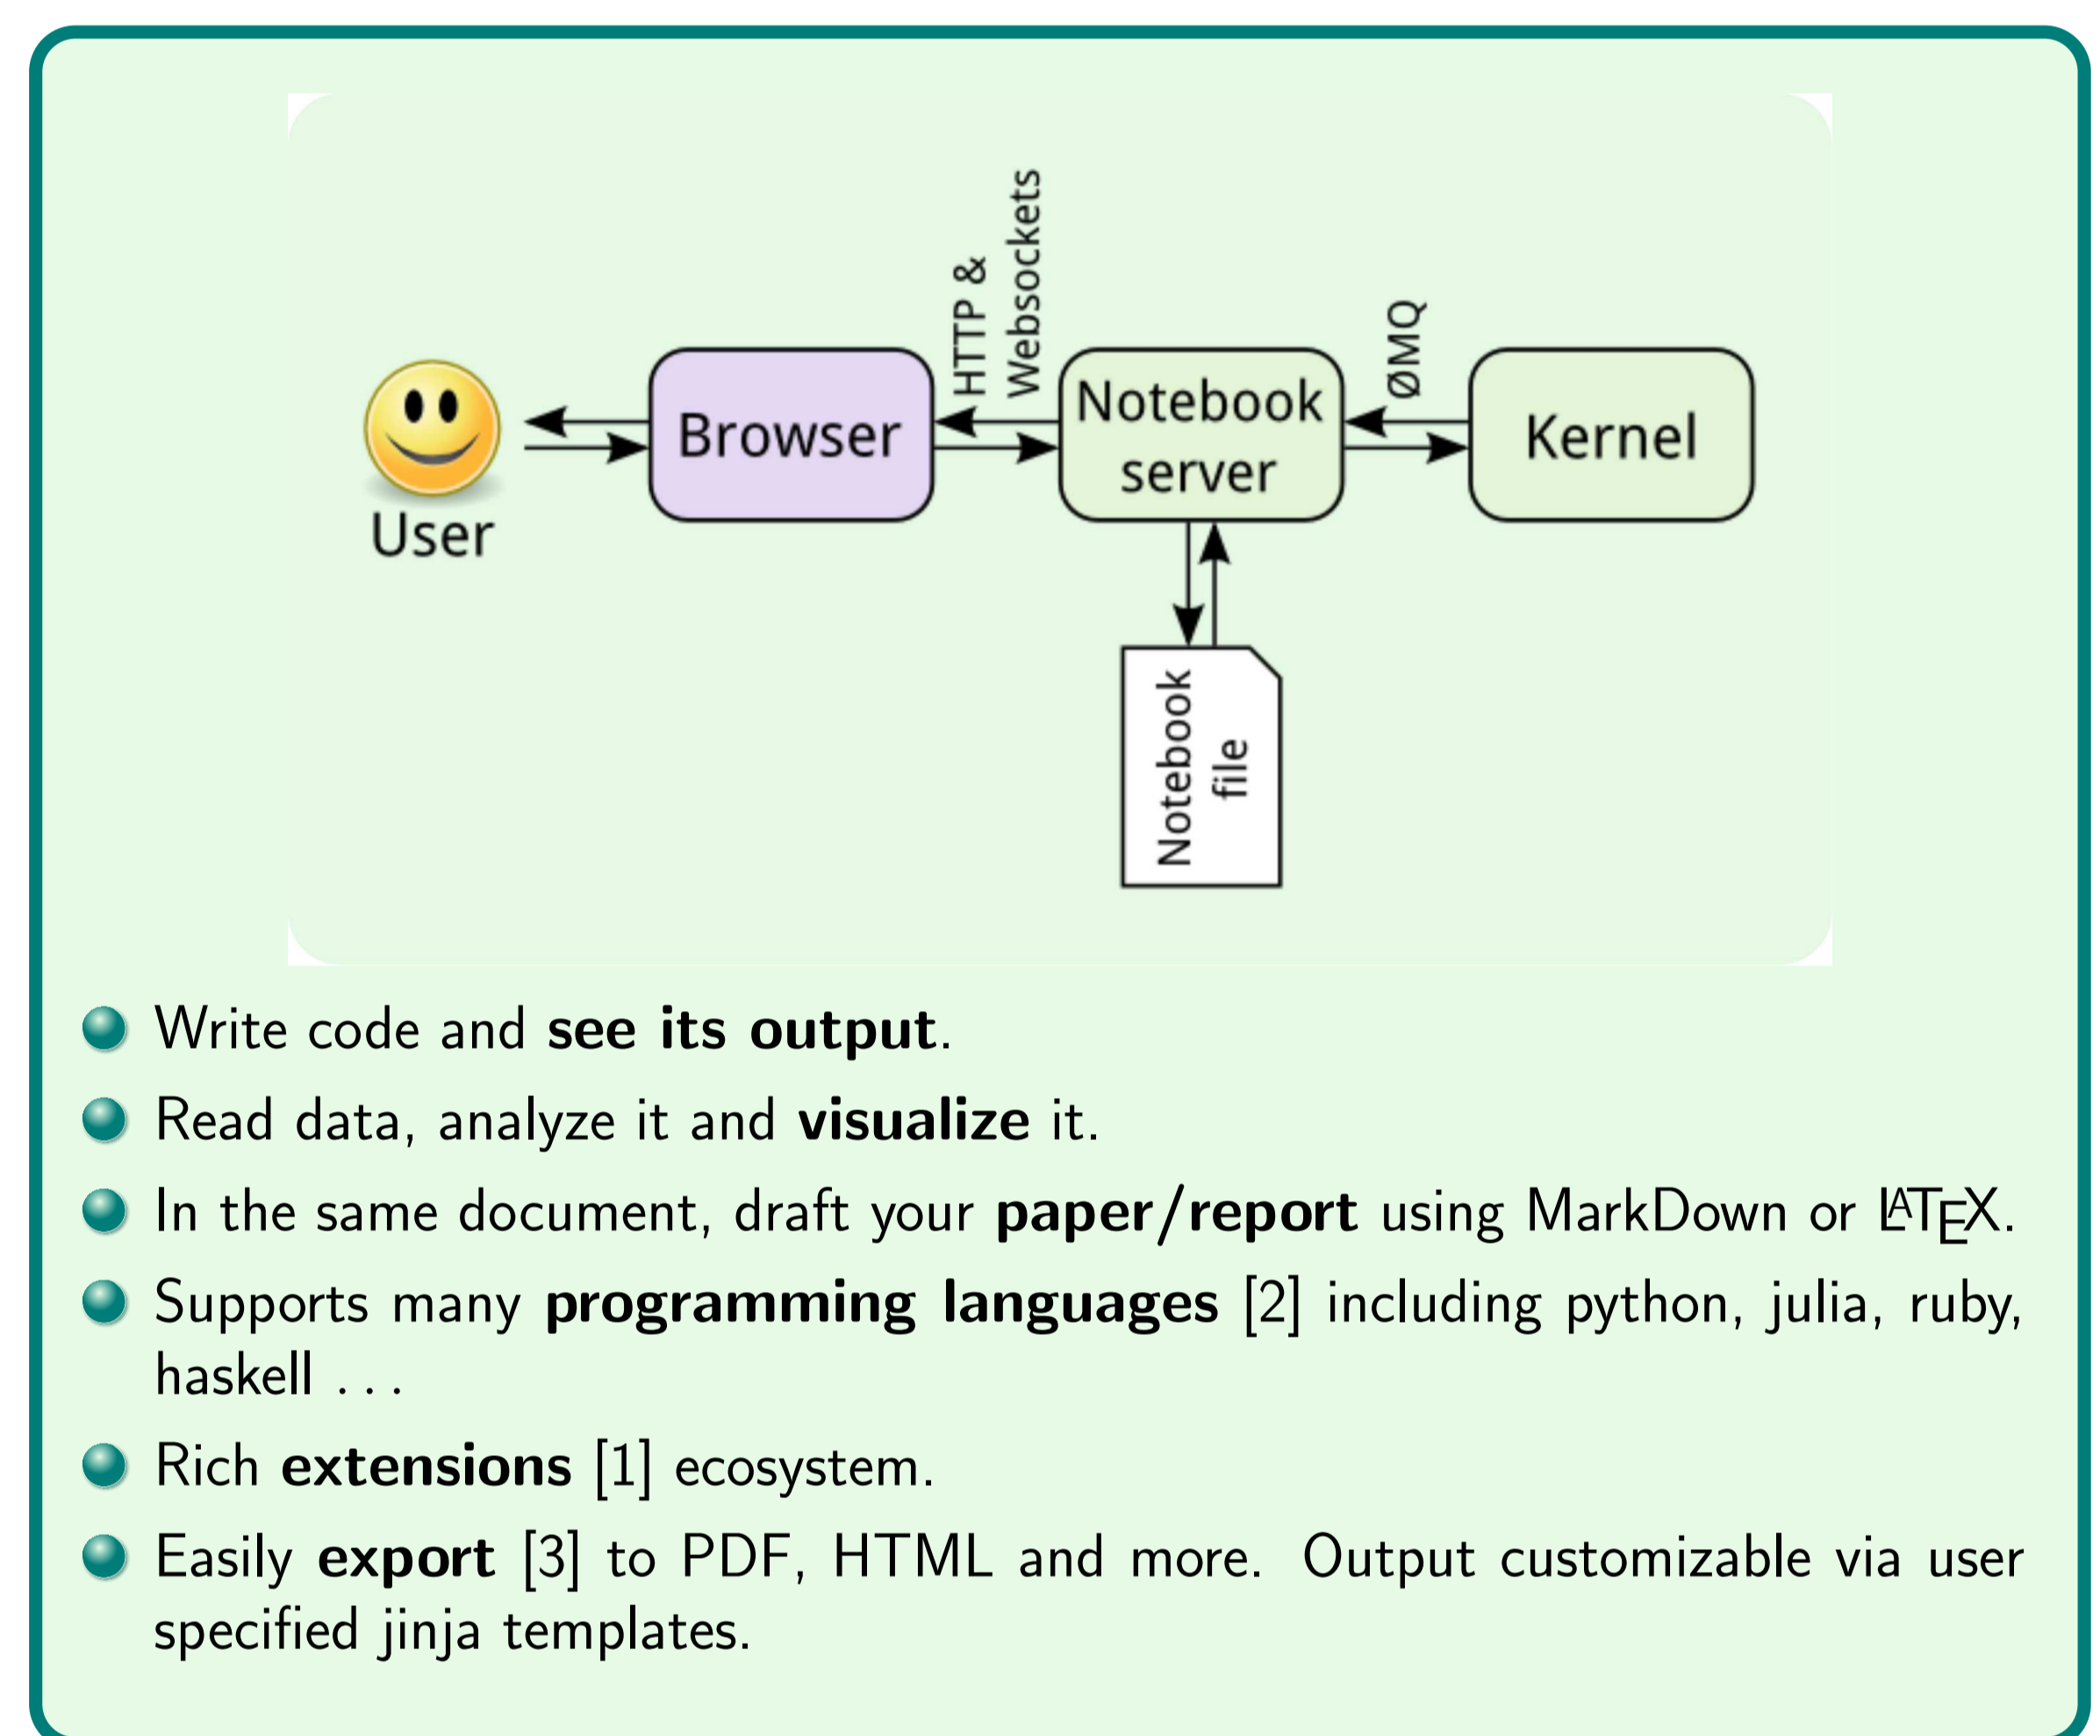 HTTP &
Websockets
ØMQ
User
Browser
Notebook
server
Kernel
Notebook
file
Write code and see its output.
Read data, analyze it and visualize it.
In the same document, draft your paper/report using MarkDown or LATEX.
Supports many programming languages [2] including python, julia, ruby,
haskell . . .
Rich extensions [1] ecosystem.
Easily export [3] to PDF, HTML and more. Output customizable via user
specified jinja templates.